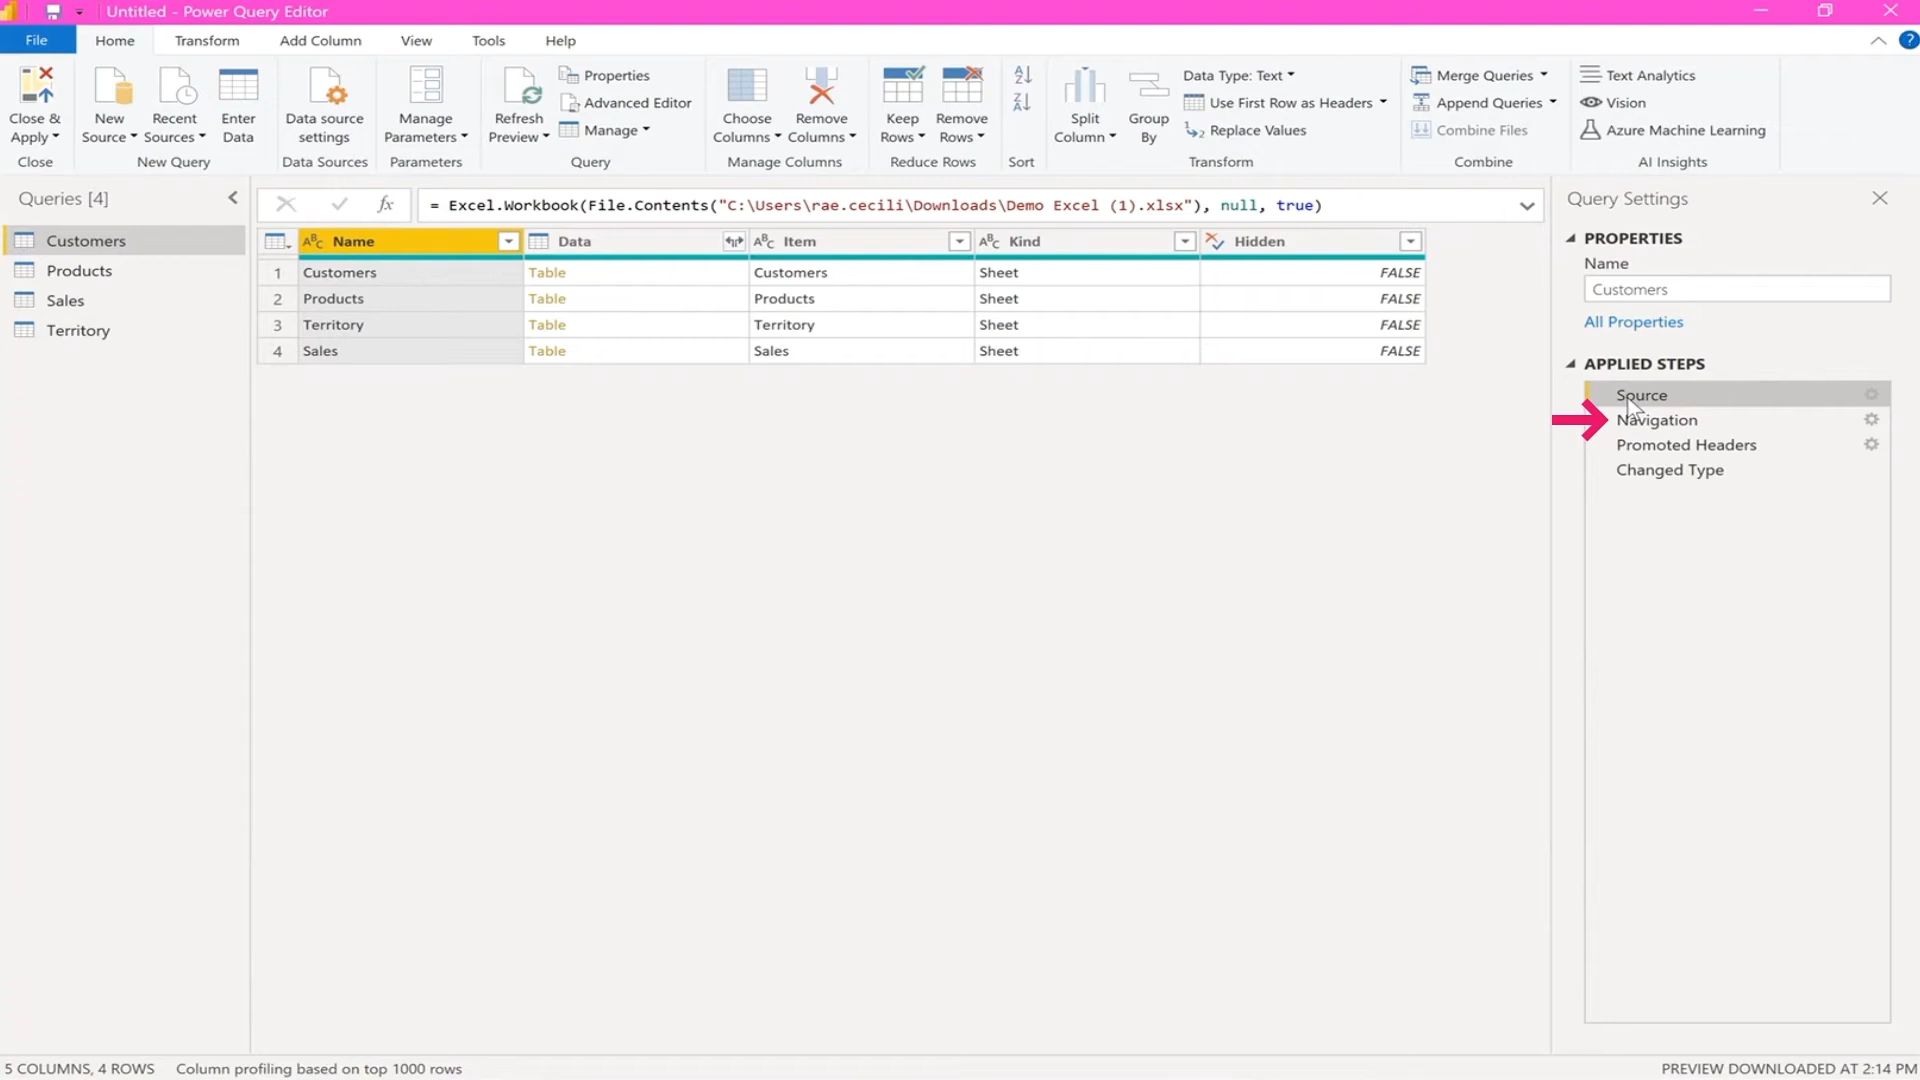 Untitled - Power Query Editor
File Home Transform Add Column View Tools Help
Close & Apply
New Source
Recent Sources
Enter Data
Data source settings
Manage Parameters
Refresh Preview
Properties
Advanced Editor
Manage
Choose Columns
Remove Columns
Keep Rows
Remove Rows
Split Column
Group By
Data Type: Text
Use First Row as Headers
Replace Values
Merge Queries
Append Queries
Combine Files
Text Analytics
Vision
Azure Machine Learning
Close New Query Data Sources Parameters Query Manage Columns Reduce Rows Sort Transform Combine AI Insights
Queries [4]
Customers
Products
Sales
Territory
fx = Excel.Workbook(File.Contents("C:\Users\rae.cecili\Downloads\Demo Excel (1).xlsx"), null, true)
ABC Name Data ABC Item ABC Kind Hidden
1 Customers Table Customers Sheet FALSE
2 Products Table Products Sheet FALSE
3 Territory Table Territory Sheet FALSE
4 Sales Table Sales Sheet FALSE
Query Settings
PROPERTIES
Name
Customers
All Properties
APPLIED STEPS
Source
Navigation
Promoted Headers
Changed Type
5 COLUMNS, 4 ROWS Column profiling based on top 1000 rows
PREVIEW DOWNLOADED AT 2:14 PM